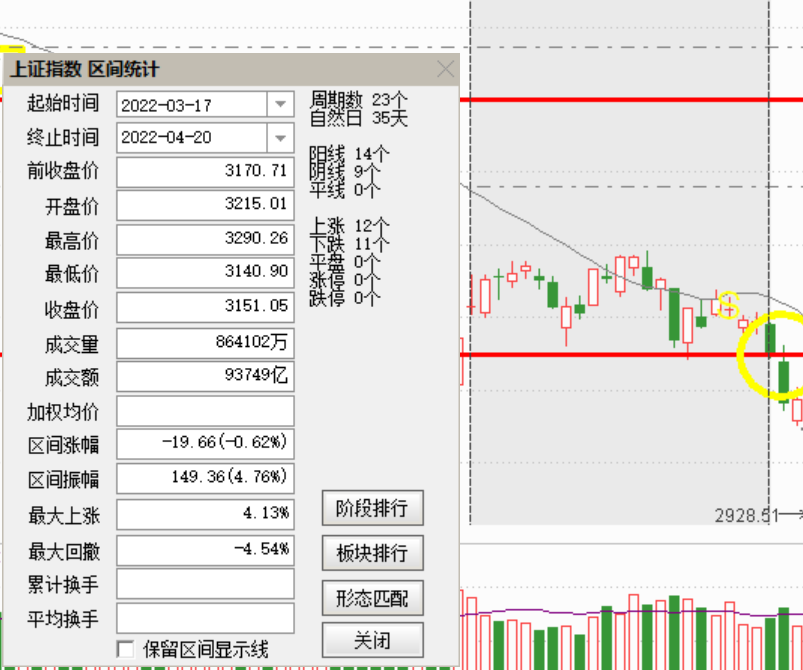 上证指数 区间统计
起始时间 2022-03-17
终止时间 2022-04-20
前收盘价 3170.71
开盘价 3215.01
最高价 3290.26
最低价 3140.90
收盘价 3151.05
成交量 864102万
成交额 93749亿
加权均价
区间涨幅 -19.66(-0.62%)
区间振幅 149.36(4.76%)
最大上涨 4.13%
最大回撤 -4.54%
累计换手
平均换手
保留区间显示线
周期数 23个
自然日 35天
阳线 14个
阴线 9个
平线 0个
上涨 12个
下跌 11个
平盘 0个
涨停 0个
跌停 0个
阶段排行
板块排行
形态匹配
关闭
S
2928.51